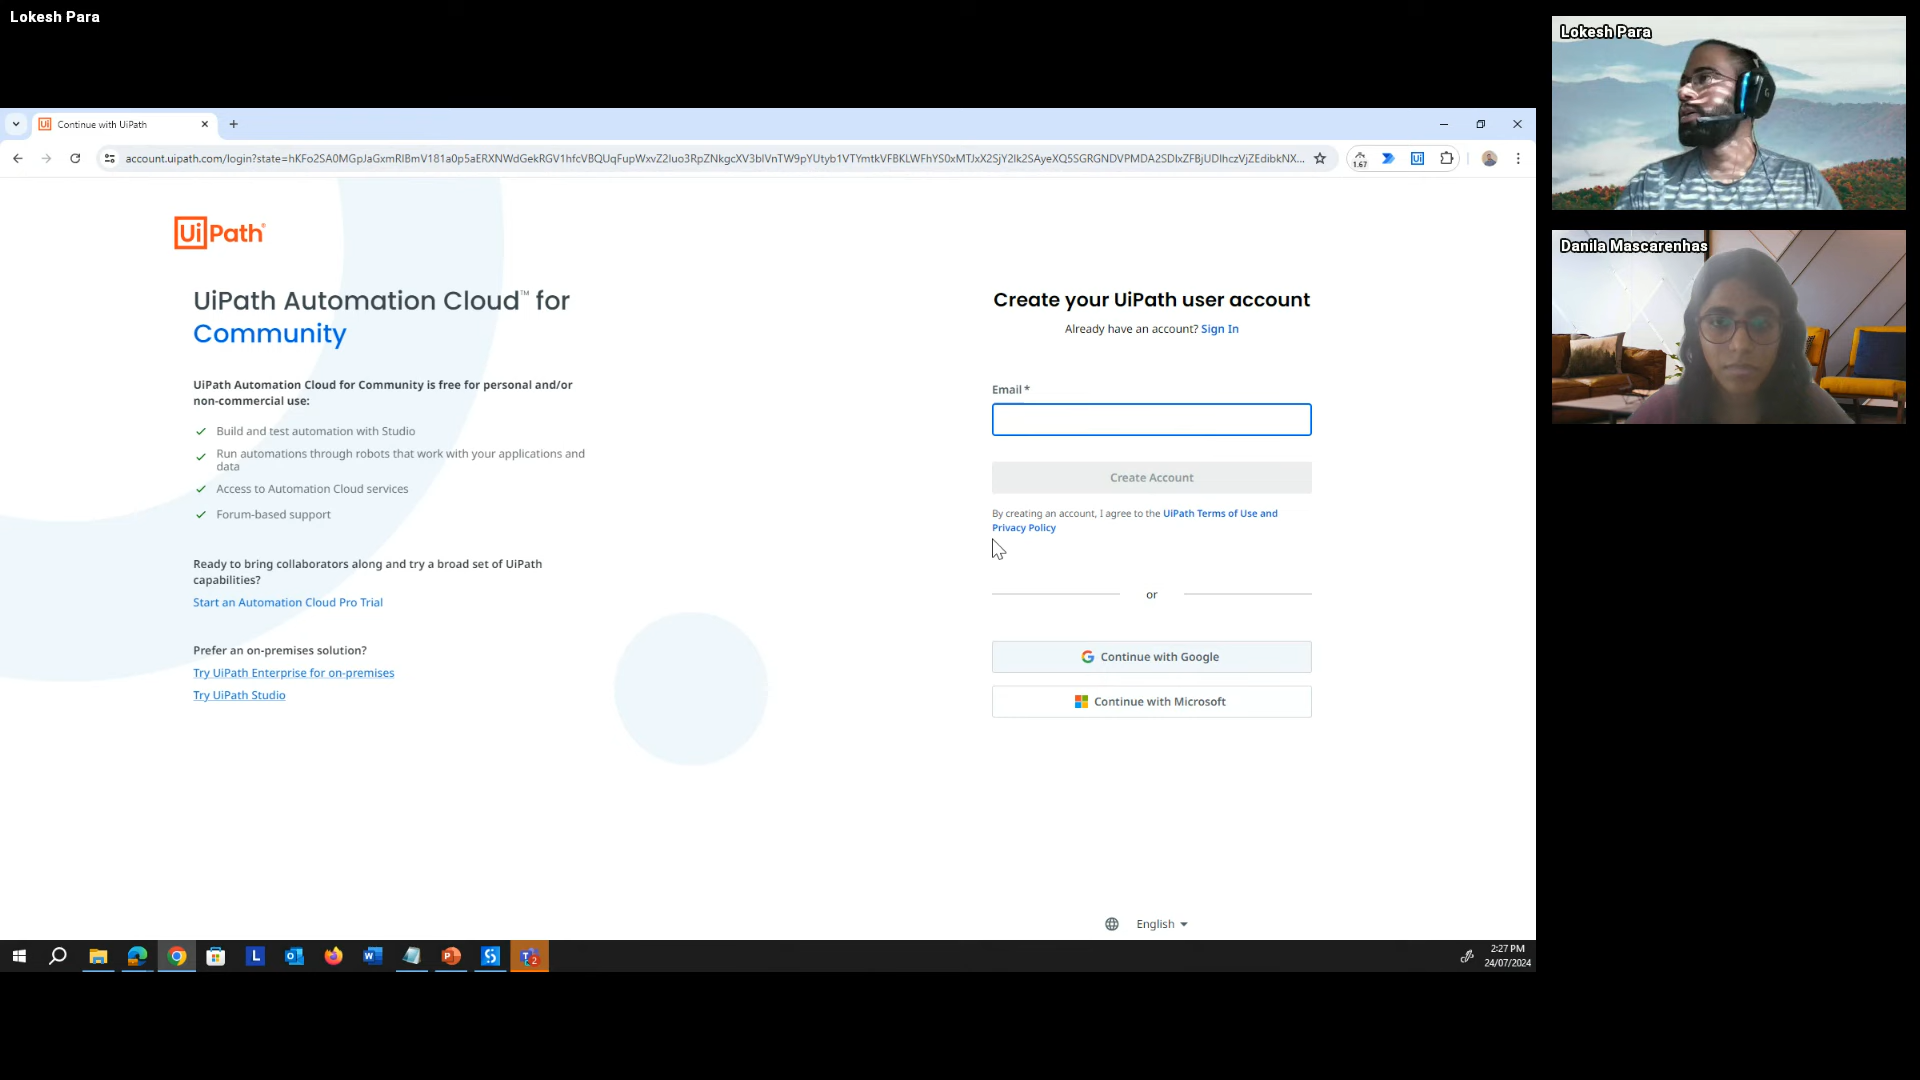 Lokesh Para
Lokesh Para
Danila Mascarenhas
Continue with UiPath
1.67
Ui
UiPath
UiPath Automation Cloud™ for
Community
UiPath Automation Cloud for Community is free for personal and/or
non-commercial use:
Build and test automation with Studio
Run automations through robots that work with your applications and
data
Access to Automation Cloud services
Forum-based support
Ready to bring collaborators along and try a broad set of UiPath
capabilities?
Start an Automation Cloud Pro Trial
Prefer an on-premises solution?
Try UiPath Enterprise for on-premises
Try UiPath Studio
Create your UiPath user account
Already have an account? Sign In
Email *
Create Account
By creating an account, I agree to the UiPath Terms of Use and
Privacy Policy
or
Continue with Google
Continue with Microsoft
English
2:27 PM
24/07/2024